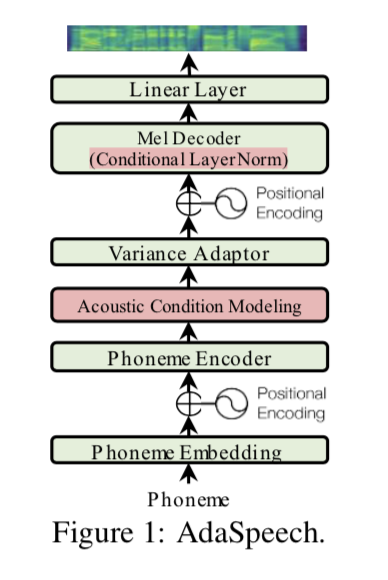 Linear Layer
Mel Decoder
(Conditional LayerNorm)
Positional
Encoding
Variance Adaptor
Acoustic Condition Modeling
Phoneme Encoder
Positional
Encoding
Phoneme Embedding
Phoneme
Figure 1: AdaSpeech.